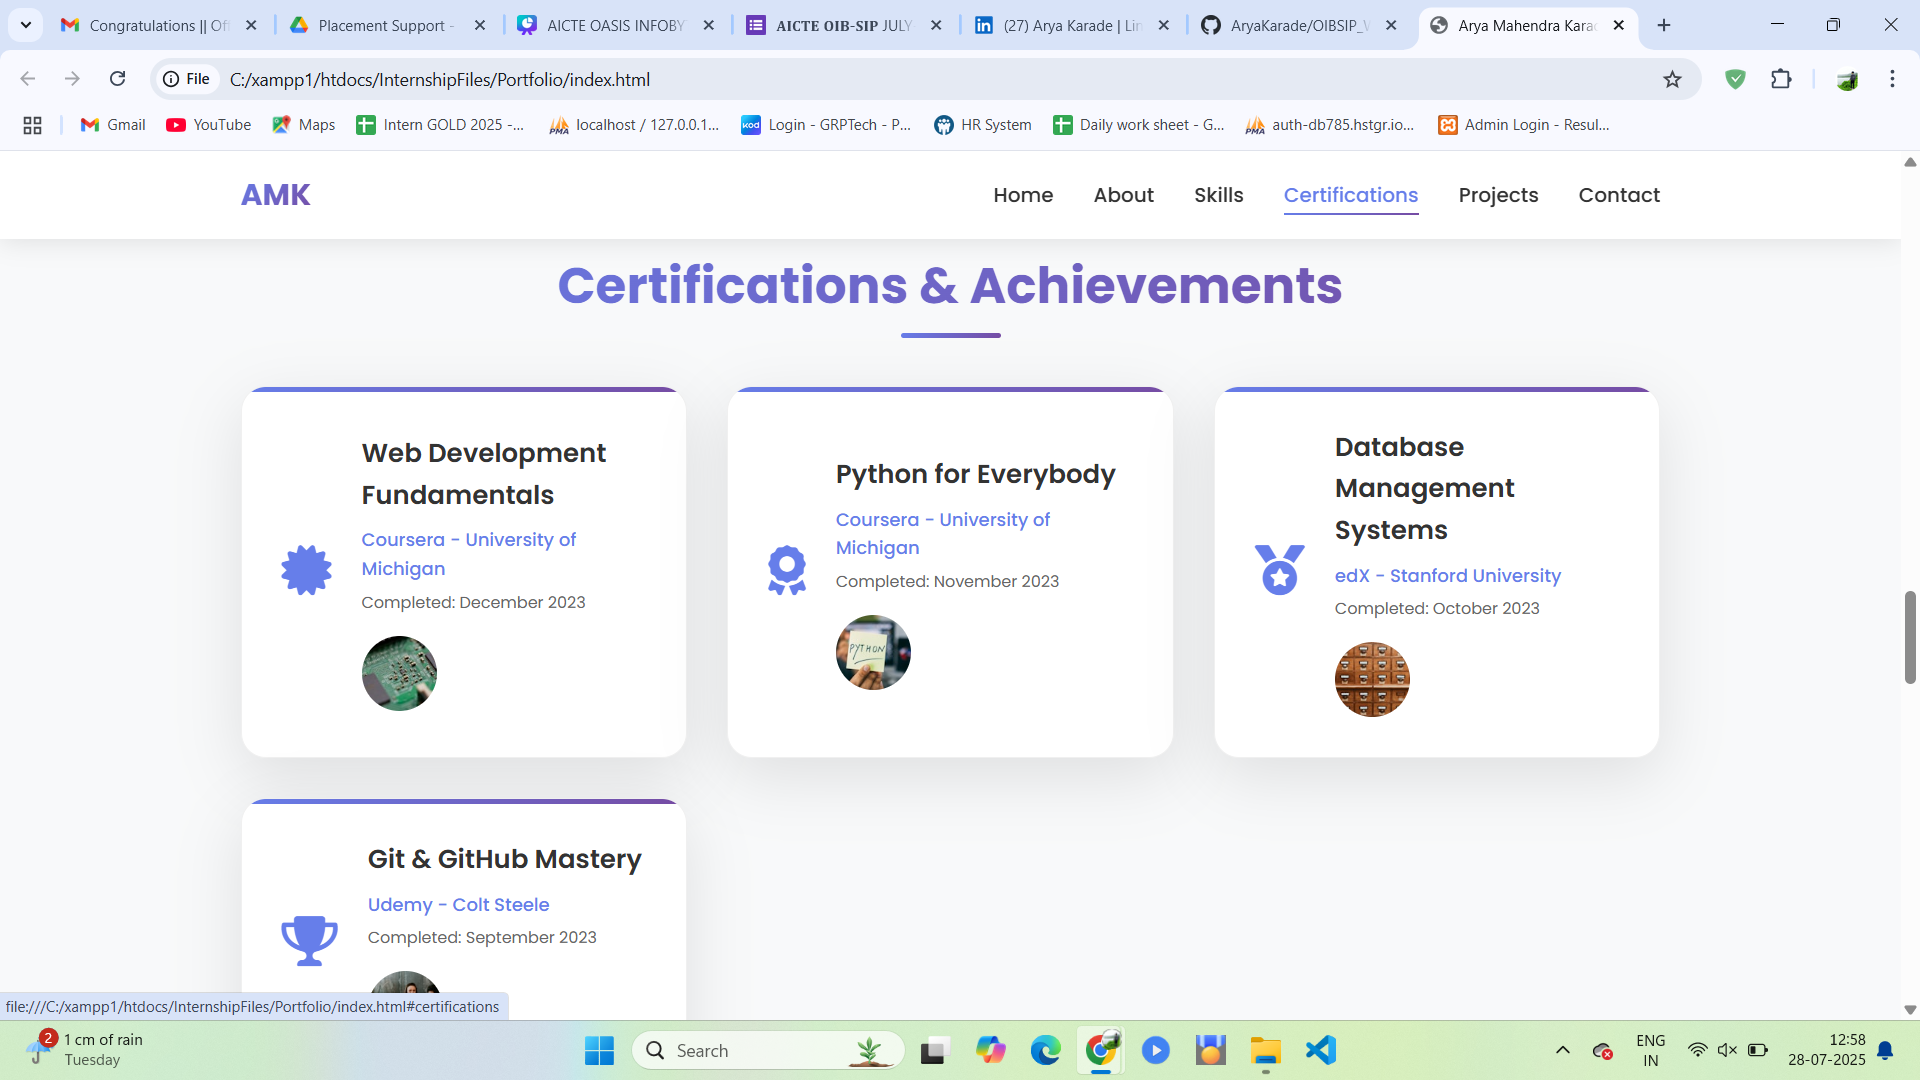 Congratulations || Of
Placement Support -
AICTE OASIS INFOBY
AICTE OIB-SIP JULY
(27) Arya Karade | Lin
AryaKarade/OIBSIP_W
Arya Mahendra Karad
File
C:/xampp1/htdocs/InternshipFiles/Portfolio/index.html
Gmail
YouTube
Maps
Intern GOLD 2025 -...
localhost / 127.0.0.1...
Login - GRPTech - P...
HR System
Daily work sheet - G...
auth-db785.hstgr.io...
Admin Login - Resul...
AMK
Home
About
Skills
Certifications
Projects
Contact
Certifications & Achievements
Web Development
Fundamentals
Coursera - University of
Michigan
Completed: December 2023
Python for Everybody
Coursera - University of
Michigan
Completed: November 2023
PYTHON
Database
Management
Systems
edX - Stanford University
Completed: October 2023
Git & GitHub Mastery
Udemy - Colt Steele
Completed: September 2023
file:///C:/xampp1/htdocs/InternshipFiles/Portfolio/index.html#certifications
2
1 cm of rain
Tuesday
Search
ENG
IN
12:58
28-07-2025